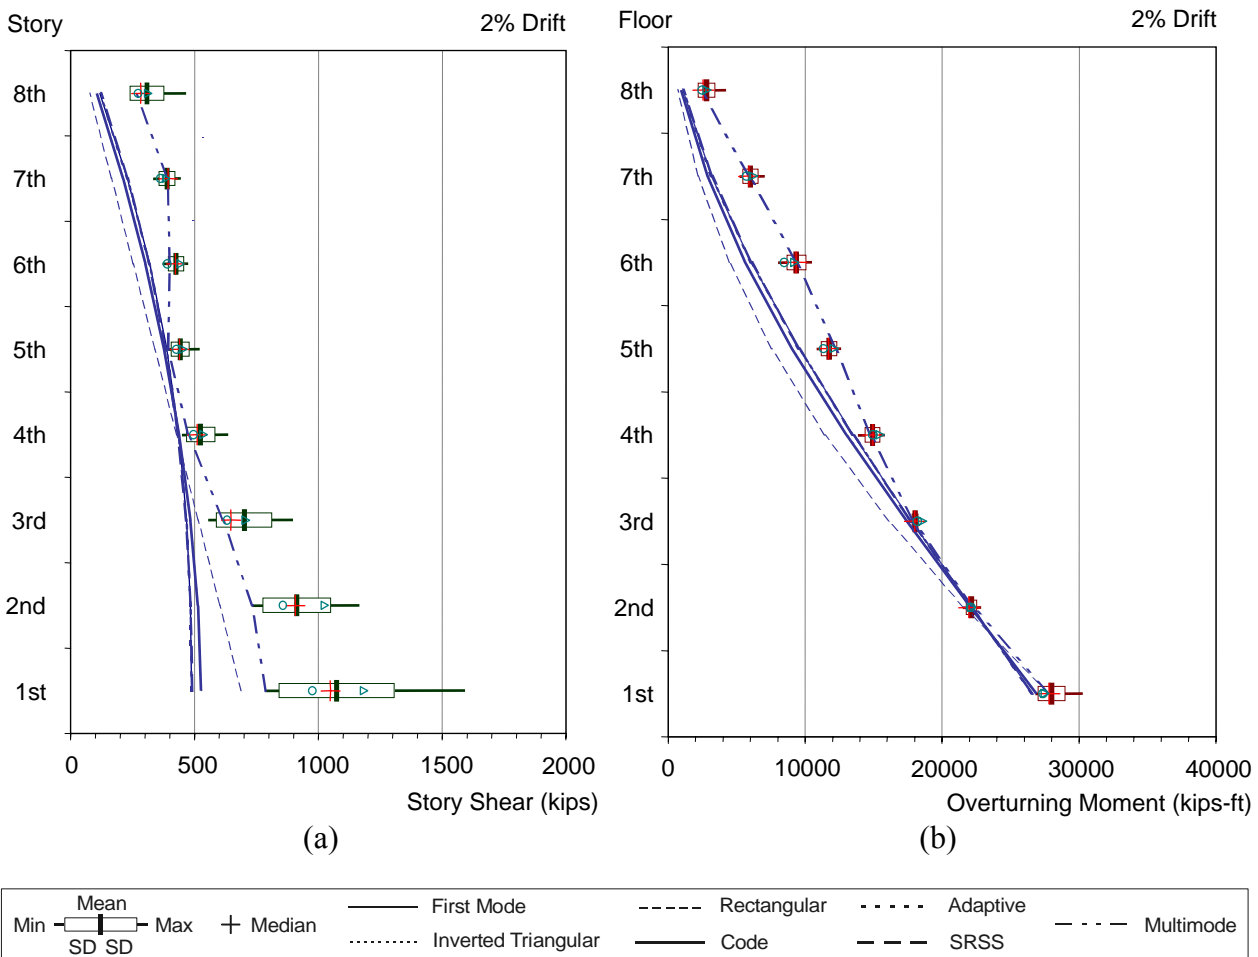 Story 2% Drift
8th
7th
6th
5th
4th
3rd
2nd
1st
0 500 1000 1500 2000
Story Shear (kips)
(a)
Floor 2% Drift
8th
7th
6th
5th
4th
3rd
2nd
1st
0 10000 20000 30000 40000
Overturning Moment (kips-ft)
(b)
Mean
Min Max Median
SD SD
First Mode
Inverted Triangular
Rectangular
Code
Adaptive
SRSS
Multimode